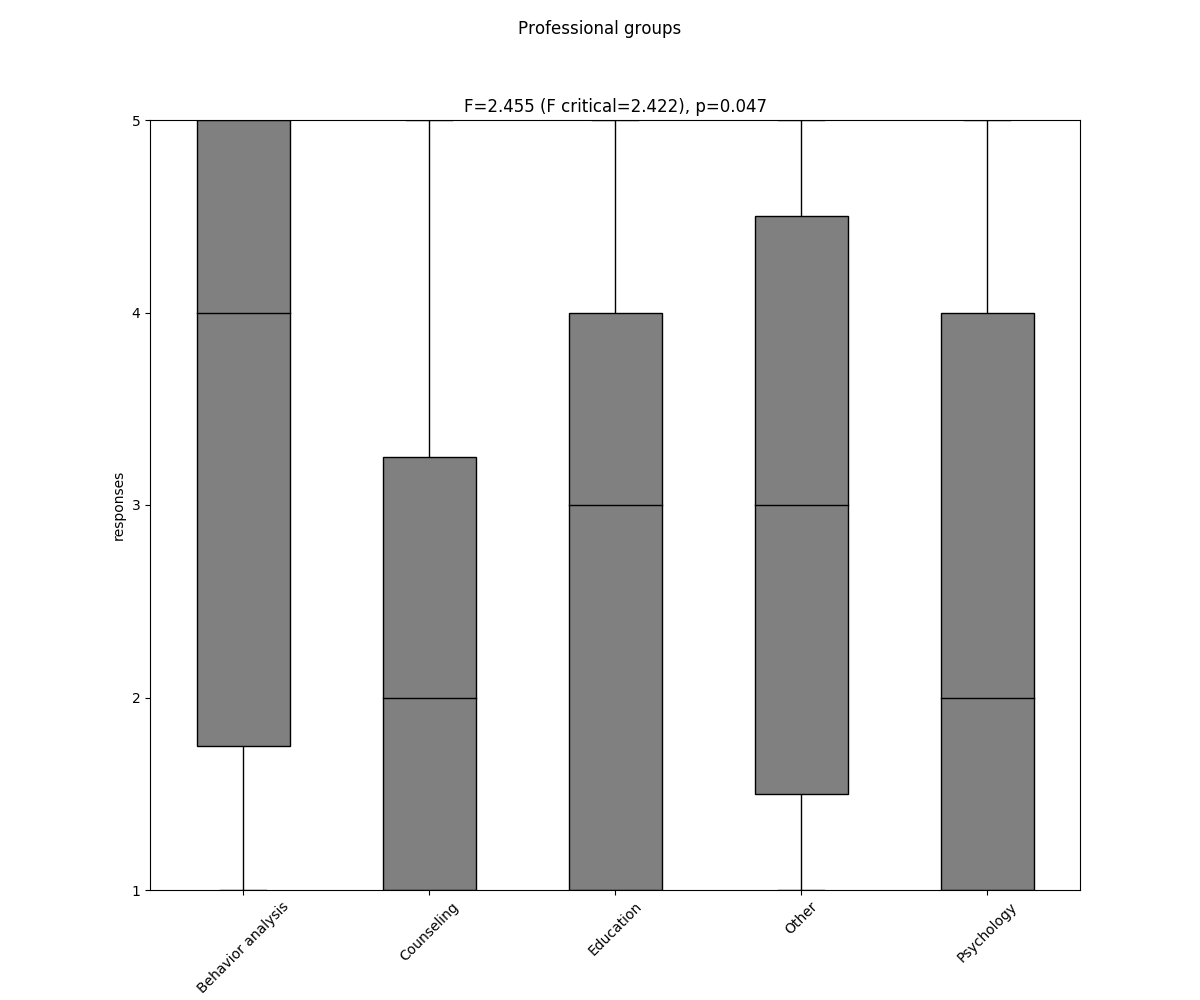 Professional groups
F=2.455 (F critical=2.422), p=0.047
5
4
3
2
1
responses
Behavior analysis
Counseling
Education
Other
Psychology